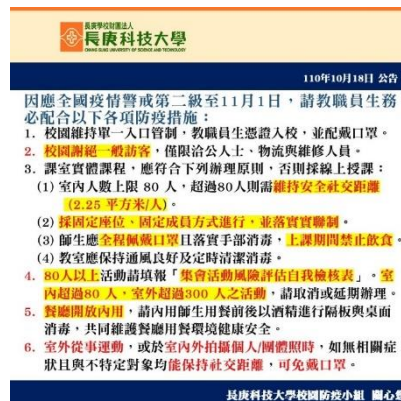 長庚學校財團法人
長庚科技大學
CHANG GUNG UNIVERSITY OF SCIENCE AND TECHNOLOGY
110年10月18日 公告
因應全國疫情警戒第二級至11月1日，請教職員生務
必配合以下各項防疫措施：
1. 校園維持單一入口管制，教職員生憑證入校，並配戴口罩。
2. 校園謝絕一般訪客，僅限洽公人士、物流與維修人員。
3. 課室實體課程，應符合下列辦理原則，否則採線上授課：
(1) 室內人數上限 80 人，超過80人則需維持安全社交距離
(2.25 平方米/人)。
(2) 採固定座位、固定成員方式進行，並落實實聯制。
(3) 師生應全程佩戴口罩且落實手部消毒，上課期間禁止飲食。
(4) 教室應保持通風良好及定時清潔消毒。
4. 80人以上活動請填報「集會活動風險評估自我檢核表」。室
內超過80 人，室外超過300 人之活動，請取消或延期辦理。
5. 餐廳開放內用，請內用師生用餐前後以酒精進行隔板與桌面
消毒，共同維護餐廳用餐環境健康安全。
6. 室外從事運動，或於室內外拍攝個人/團體照時，如無相關症
狀且與不特定對象均能保持社交距離，可免戴口罩。
長庚科技大學校園防疫小組 關心